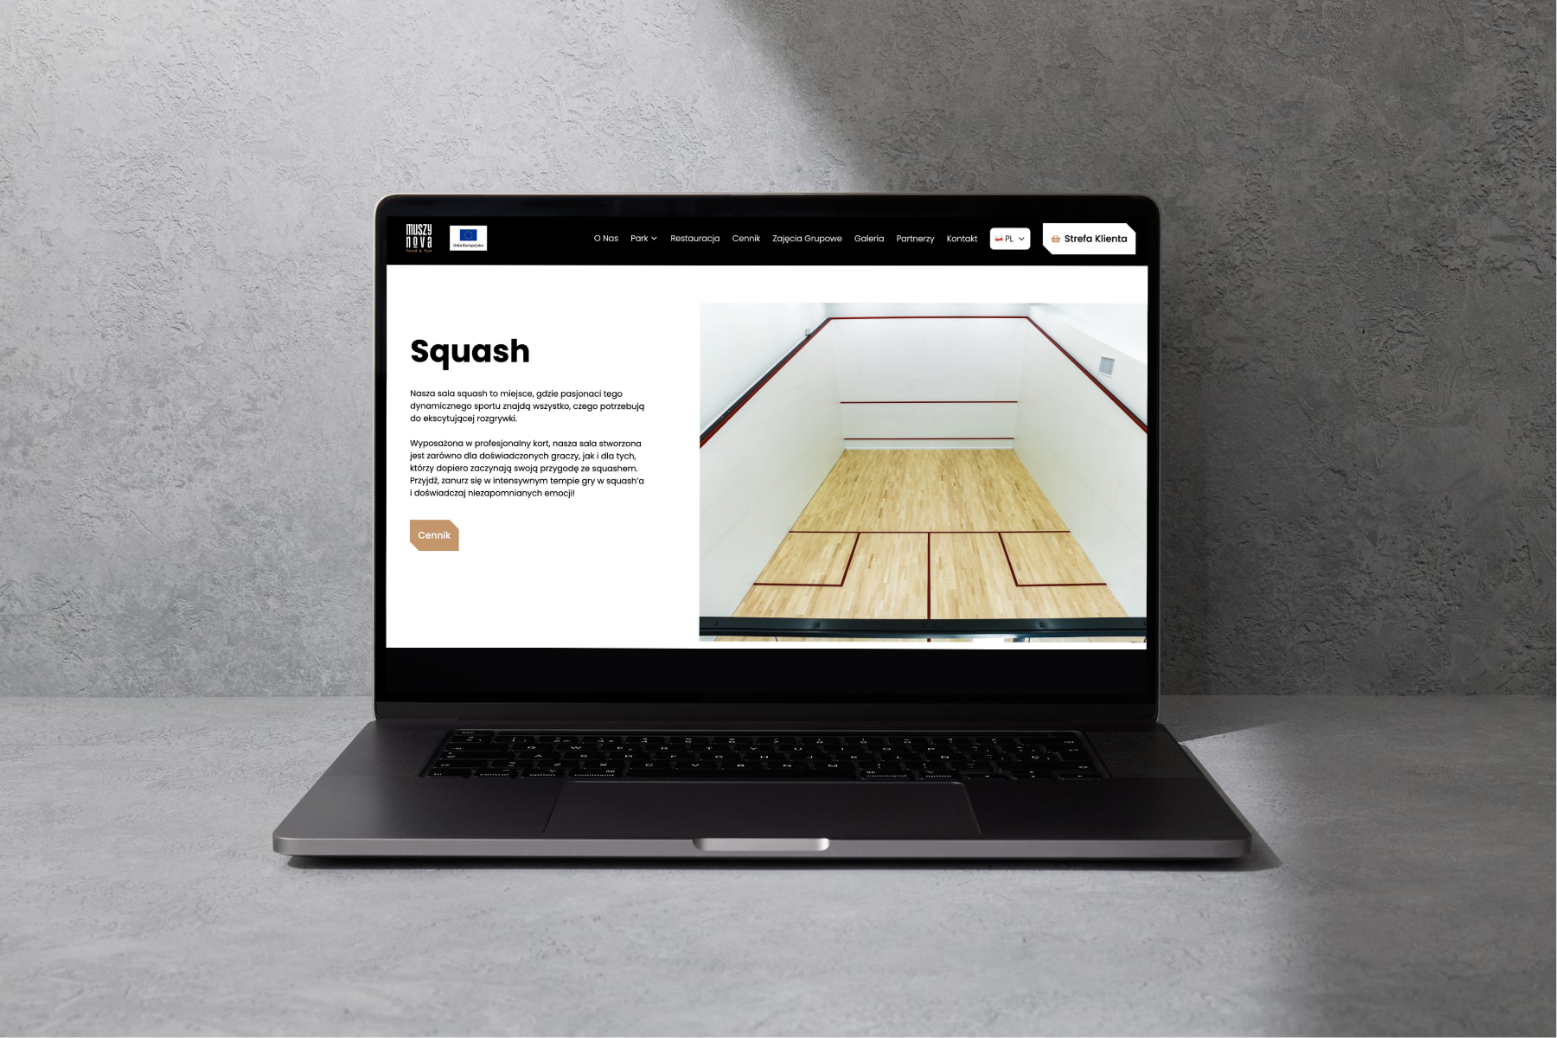 MUSZY
NOVA
Food & Fun
Unia Europejska
O Nas
Park
Restauracja
Cennik
Zajęcia Grupowe
Galeria
Partnerzy
Kontakt
PL
Strefa Klienta
Squash
Nasza sala squash to miejsce, gdzie pasjonaci tego
dynamicznego sportu znajdą wszystko, czego potrzebują
do ekscytującej rozgrywki.
Wyposażona w profesjonalny kort, nasza sala stworzona
jest zarówno dla doświadczonych graczy, jak i dla tych,
którzy dopiero zaczynają swoją przygodę ze squashem.
Przyjdź, zanurz się w intensywnym tempie gry w squash'a
i doświadczaj niezapomnianych emocji!
Cennik